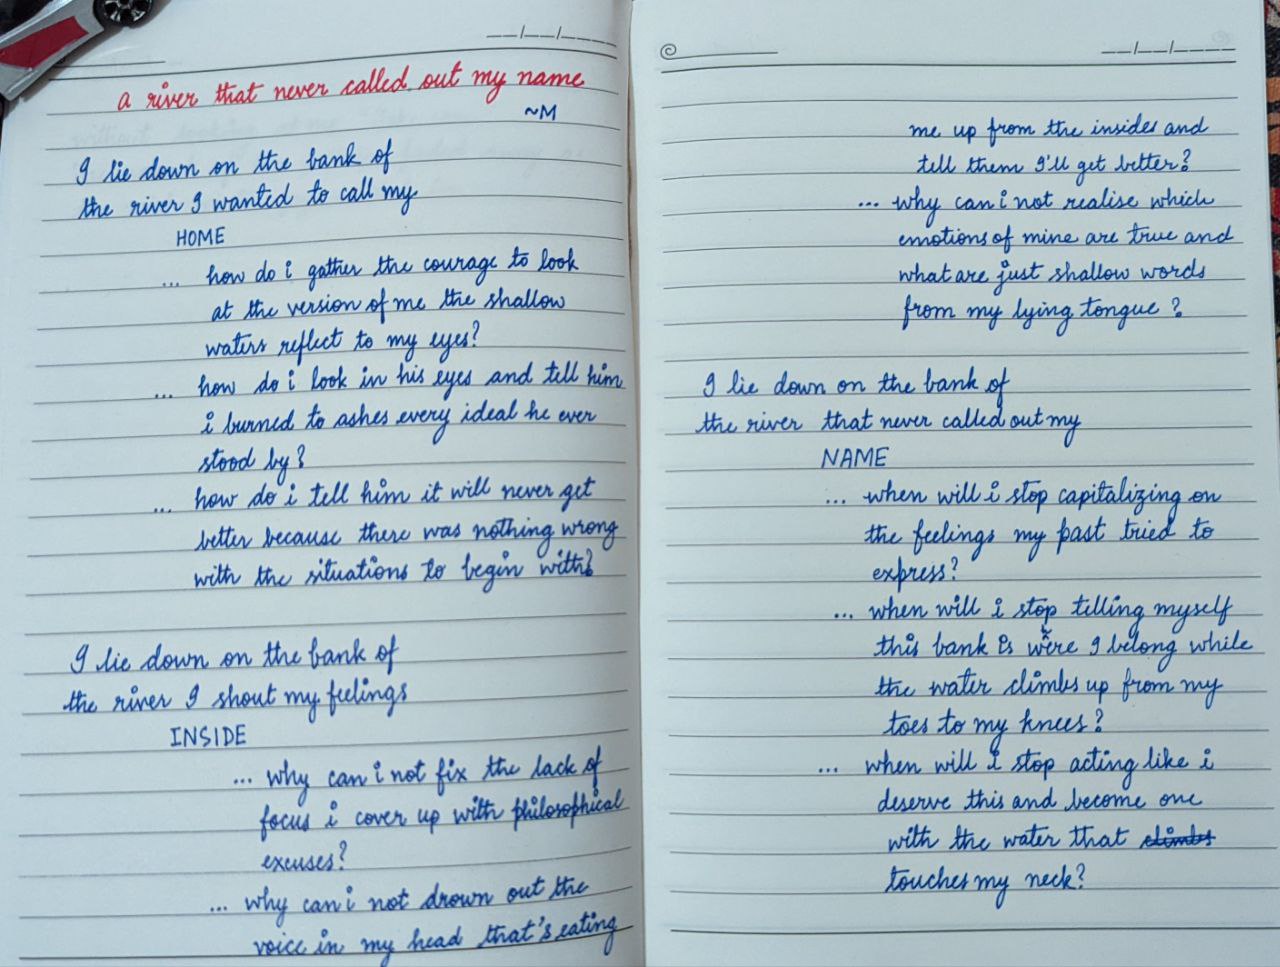 a river that never called out my name
~M
I lie down on the bank of
the river I wanted to call my
HOME
... how do i gather the courage to look
at the version of me the shallow
waters reflect to my eyes?
... how do i look in his eyes and tell him
i burned to ashes every ideal he ever
stood by?
... how do i tell him it will never get
better because there was nothing wrong
with the situations to begin with?
I lie down on the bank of
the river I shout my feelings
INSIDE
... why can i not fix the lack of
focus i cover up with philosophical
excuses?
... why can i not drown out the
voice in my head that's eating
me up from the insides and
tell them I'll get better?
... why can i not realise which
emotions of mine are true and
what are just shallow words
from my lying tongue?
I lie down on the bank of
the river that never called out my
NAME
... when will i stop capitalizing on
the feelings my past tried to
express?
... when will i stop telling myself
this bank is where I belong while
the water climbs up from my
toes to my knees?
... when will i stop acting like i
deserve this and become one
with the water that climbs
touches my neck?